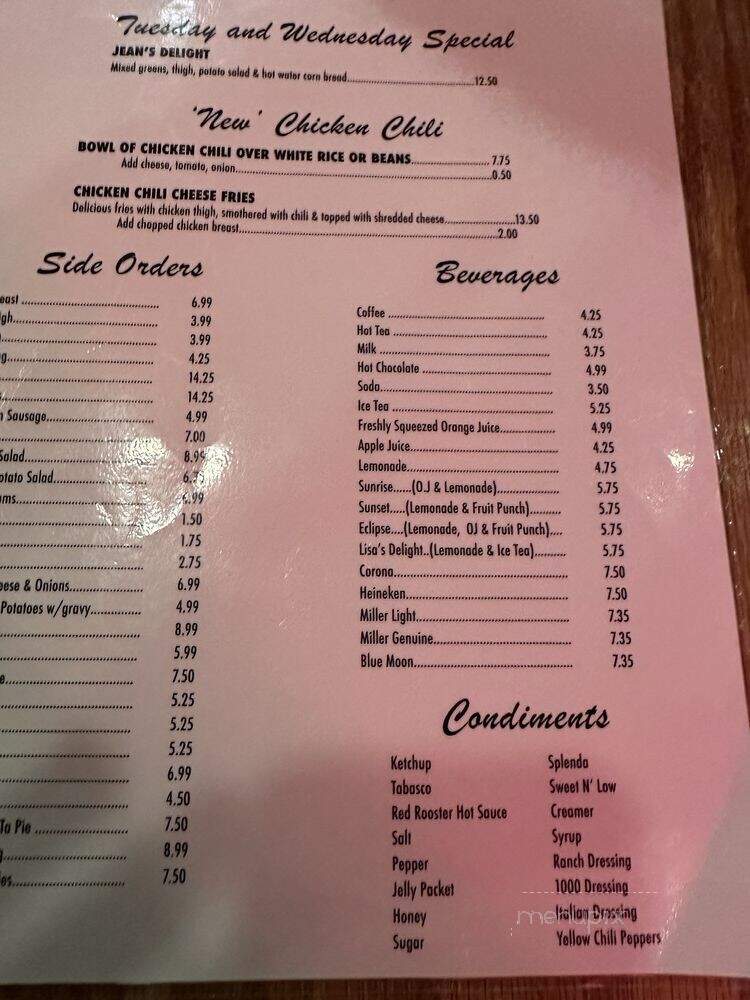 Tuesday and Wednesday Special
JEAN'S DELIGHT
Mixed greens, thigh, potato salad & hot water corn bread 12.50
'New' Chicken Chili
BOWL OF CHICKEN CHILI OVER WHITE RICE OR BEANS 7.75
Add cheese, tomato, onion 0.50
CHICKEN CHILI CHEESE FRIES
Delicious fries with chicken thigh, smothered with chili & topped with shredded cheese 13.50
Add chopped chicken breast 2.00
Side Orders
east 6.99
gh 3.99
3.99
g 4.25
14.25
14.25
n Sausage 4.99
7.00
Salad 8.99
otato Salad
ams 6.99
1.50
1.75
2.75
eese & Onions 6.99
Potatoes w/gravy 4.99
8.99
5.99
e 7.50
5.25
5.25
5.25
6.99
4.50
Ta Pie 7.50
g 8.99
es 7.50
Beverages
Coffee 4.25
Hot Tea 4.25
Milk 3.75
Hot Chocolate 4.99
Soda 3.50
Ice Tea 5.25
Freshly Squeezed Orange Juice 4.99
Apple Juice 4.25
Lemonade 4.75
Sunrise......(O.J & Lemonade) 5.75
Sunset.....(Lemonade & Fruit Punch) 5.75
Eclipse....(Lemonade, OJ & Fruit Punch) 5.75
Lisa's Delight..(Lemonade & Ice Tea) 5.75
Corona 7.50
Heineken 7.50
Miller Light 7.35
Miller Genuine 7.35
Blue Moon 7.35
Condiments
Ketchup
Tabasco
Red Rooster Hot Sauce
Salt
Pepper
Jelly Packet
Honey
Sugar
Splenda
Sweet N' Low
Creamer
Syrup
Ranch Dressing
1000 Dressing
Italian Dressing
Yellow Chili Peppers
menupix